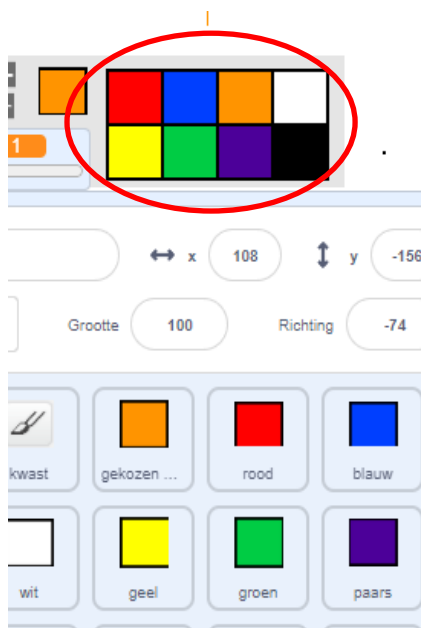 1
x 108 y -156
Grootte 100 Richting -74
kwast gekozen ... rood blauw
wit geel groen paars